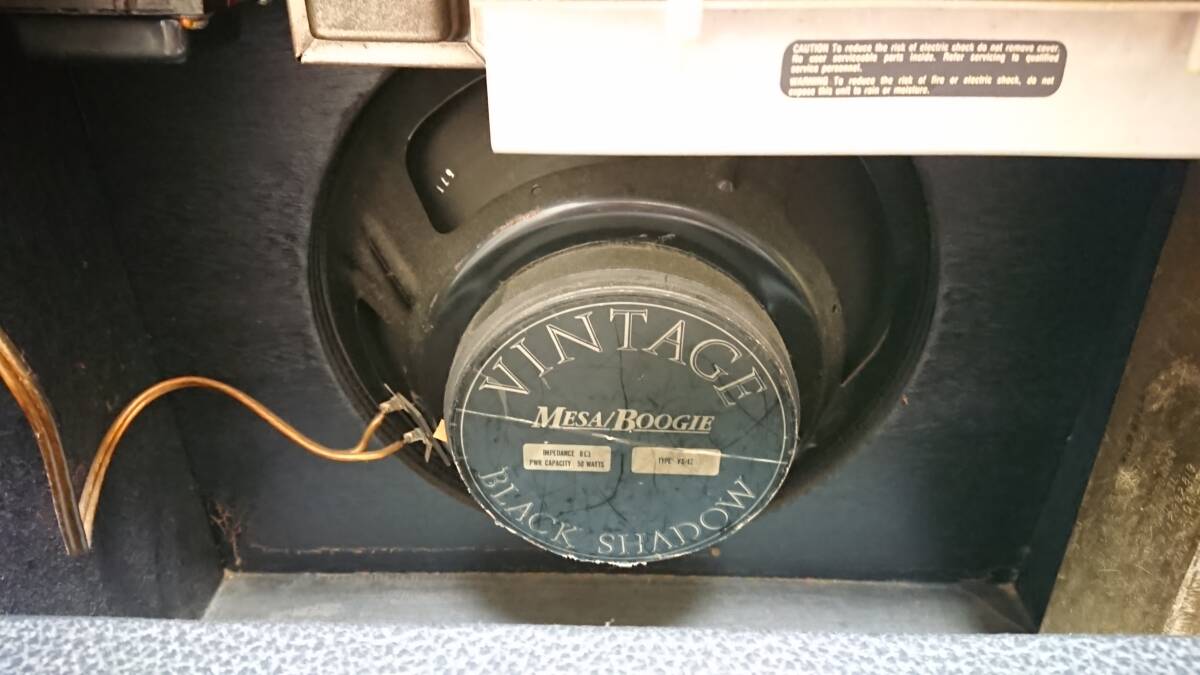 CAUTION To reduce the risk of electric shock do not remove cover.
No user serviceable parts inside. Refer servicing to qualified
service personnel.
WARNING To reduce the risk of fire or electric shock, do not
expose this unit to rain or moisture.
VINTAGE
MESA/BOOGIE
IMPEDANCE 8Ω
PWR CAPACITY 50 WATTS
TYPE
BLACK SHADOW